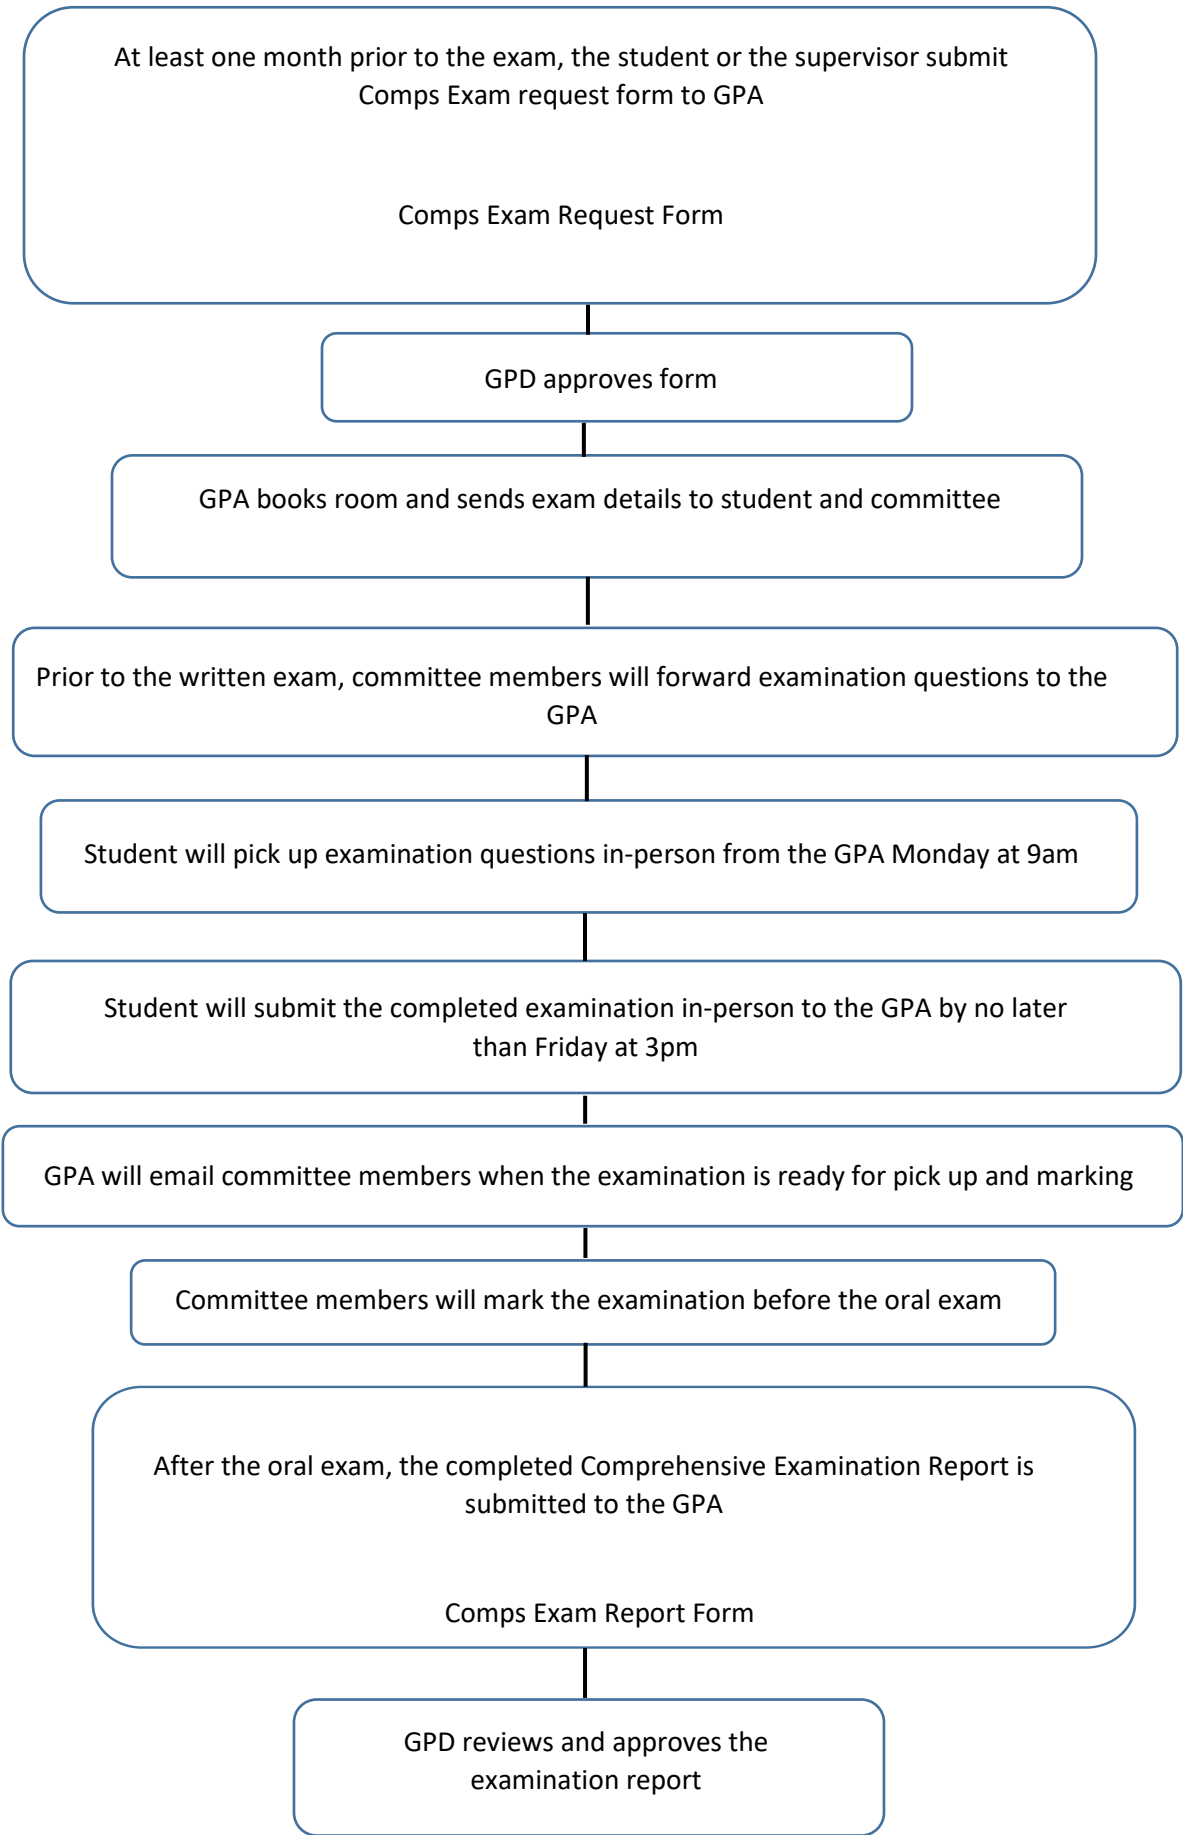 At least one month prior to the exam, the student or the supervisor submit
Comps Exam request form to GPA
Comps Exam Request Form
GPD approves form
GPA books room and sends exam details to student and committee
Prior to the written exam, committee members will forward examination questions to the
GPA
Student will pick up examination questions in-person from the GPA Monday at 9am
Student will submit the completed examination in-person to the GPA by no later
than Friday at 3pm
GPA will email committee members when the examination is ready for pick up and marking
Committee members will mark the examination before the oral exam
After the oral exam, the completed Comprehensive Examination Report is
submitted to the GPA
Comps Exam Report Form
GPD reviews and approves the
examination report